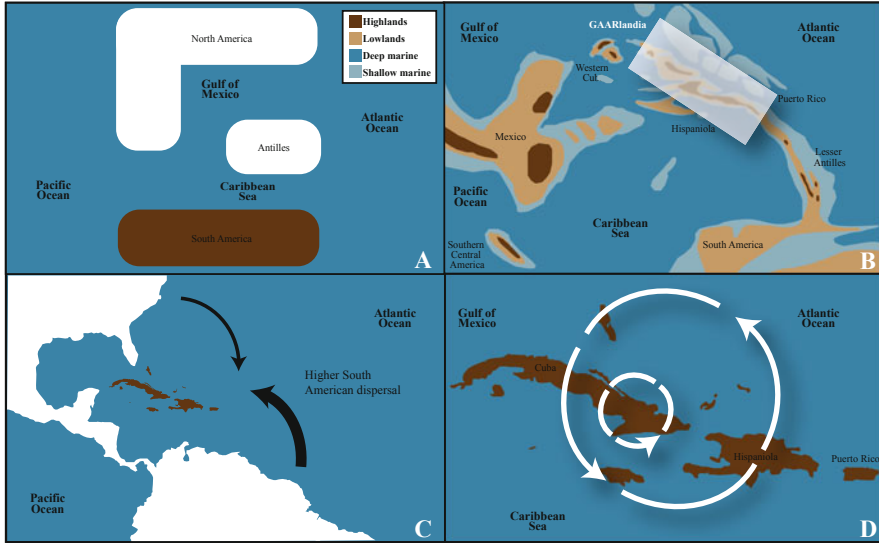 North America
Gulf of
Mexico
Antilles
Atlantic
Ocean
Pacific
Ocean
Caribbean
Sea
South America
A
Highlands
Lowlands
Deep marine
Shallow marine
Gulf of
Mexico
GAARlandia
Atlantic
Ocean
Western
Cub
Puerto Rico
Hispaniola
Mexico
Lesser
Antilles
Pacific
Ocean
Caribbean
Sea
Southern
Central
America
South America
B
Atlantic
Ocean
Higher South
American dispersal
Pacific
Ocean
C
Gulf of
Mexico
Atlantic
Ocean
Cuba
Hispaniola
Puerto Rico
Caribbean
Sea
D